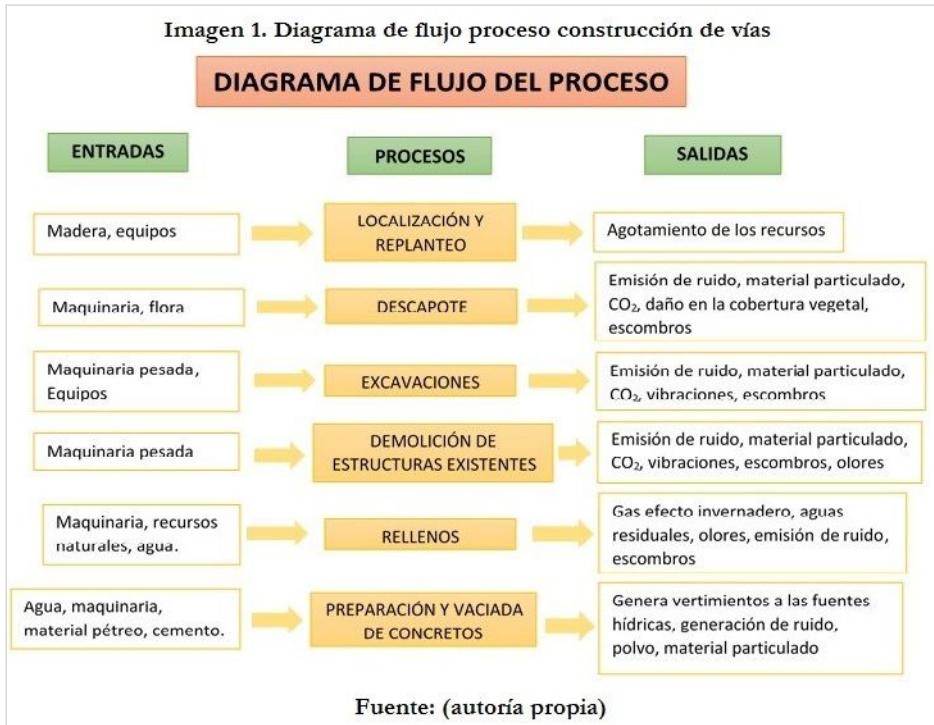 Imagen 1. Diagrama de flujo proceso construcción de vías
DIAGRAMA DE FLUJO DEL PROCESO
ENTRADAS
PROCESOS
SALIDAS
Madera, equipos
LOCALIZACIÓN Y
REPLANTEO
Agotamiento de los recursos
Maquinaria, flora
DESCAPOTE
Emisión de ruido, material particulado,
CO₂, daño en la cobertura vegetal,
escombros
Maquinaria pesada,
Equipos
EXCAVACIONES
Emisión de ruido, material particulado,
CO₂, vibraciones, escombros
Maquinaria pesada
DEMOLICIÓN DE
ESTRUCTURAS EXISTENTES
Emisión de ruido, material particulado,
CO₂, vibraciones, escombros, olores
Maquinaria, recursos
naturales, agua.
RELLENOS
Gas efecto invernadero, aguas
residuales, olores, emisión de ruido,
escombros
Agua, maquinaria,
material pétreo, cemento.
PREPARACIÓN Y VACIADA
DE CONCRETOS
Genera vertimientos a las fuentes
hídricas, generación de ruido,
polvo, material particulado
Fuente: (autoría propia)